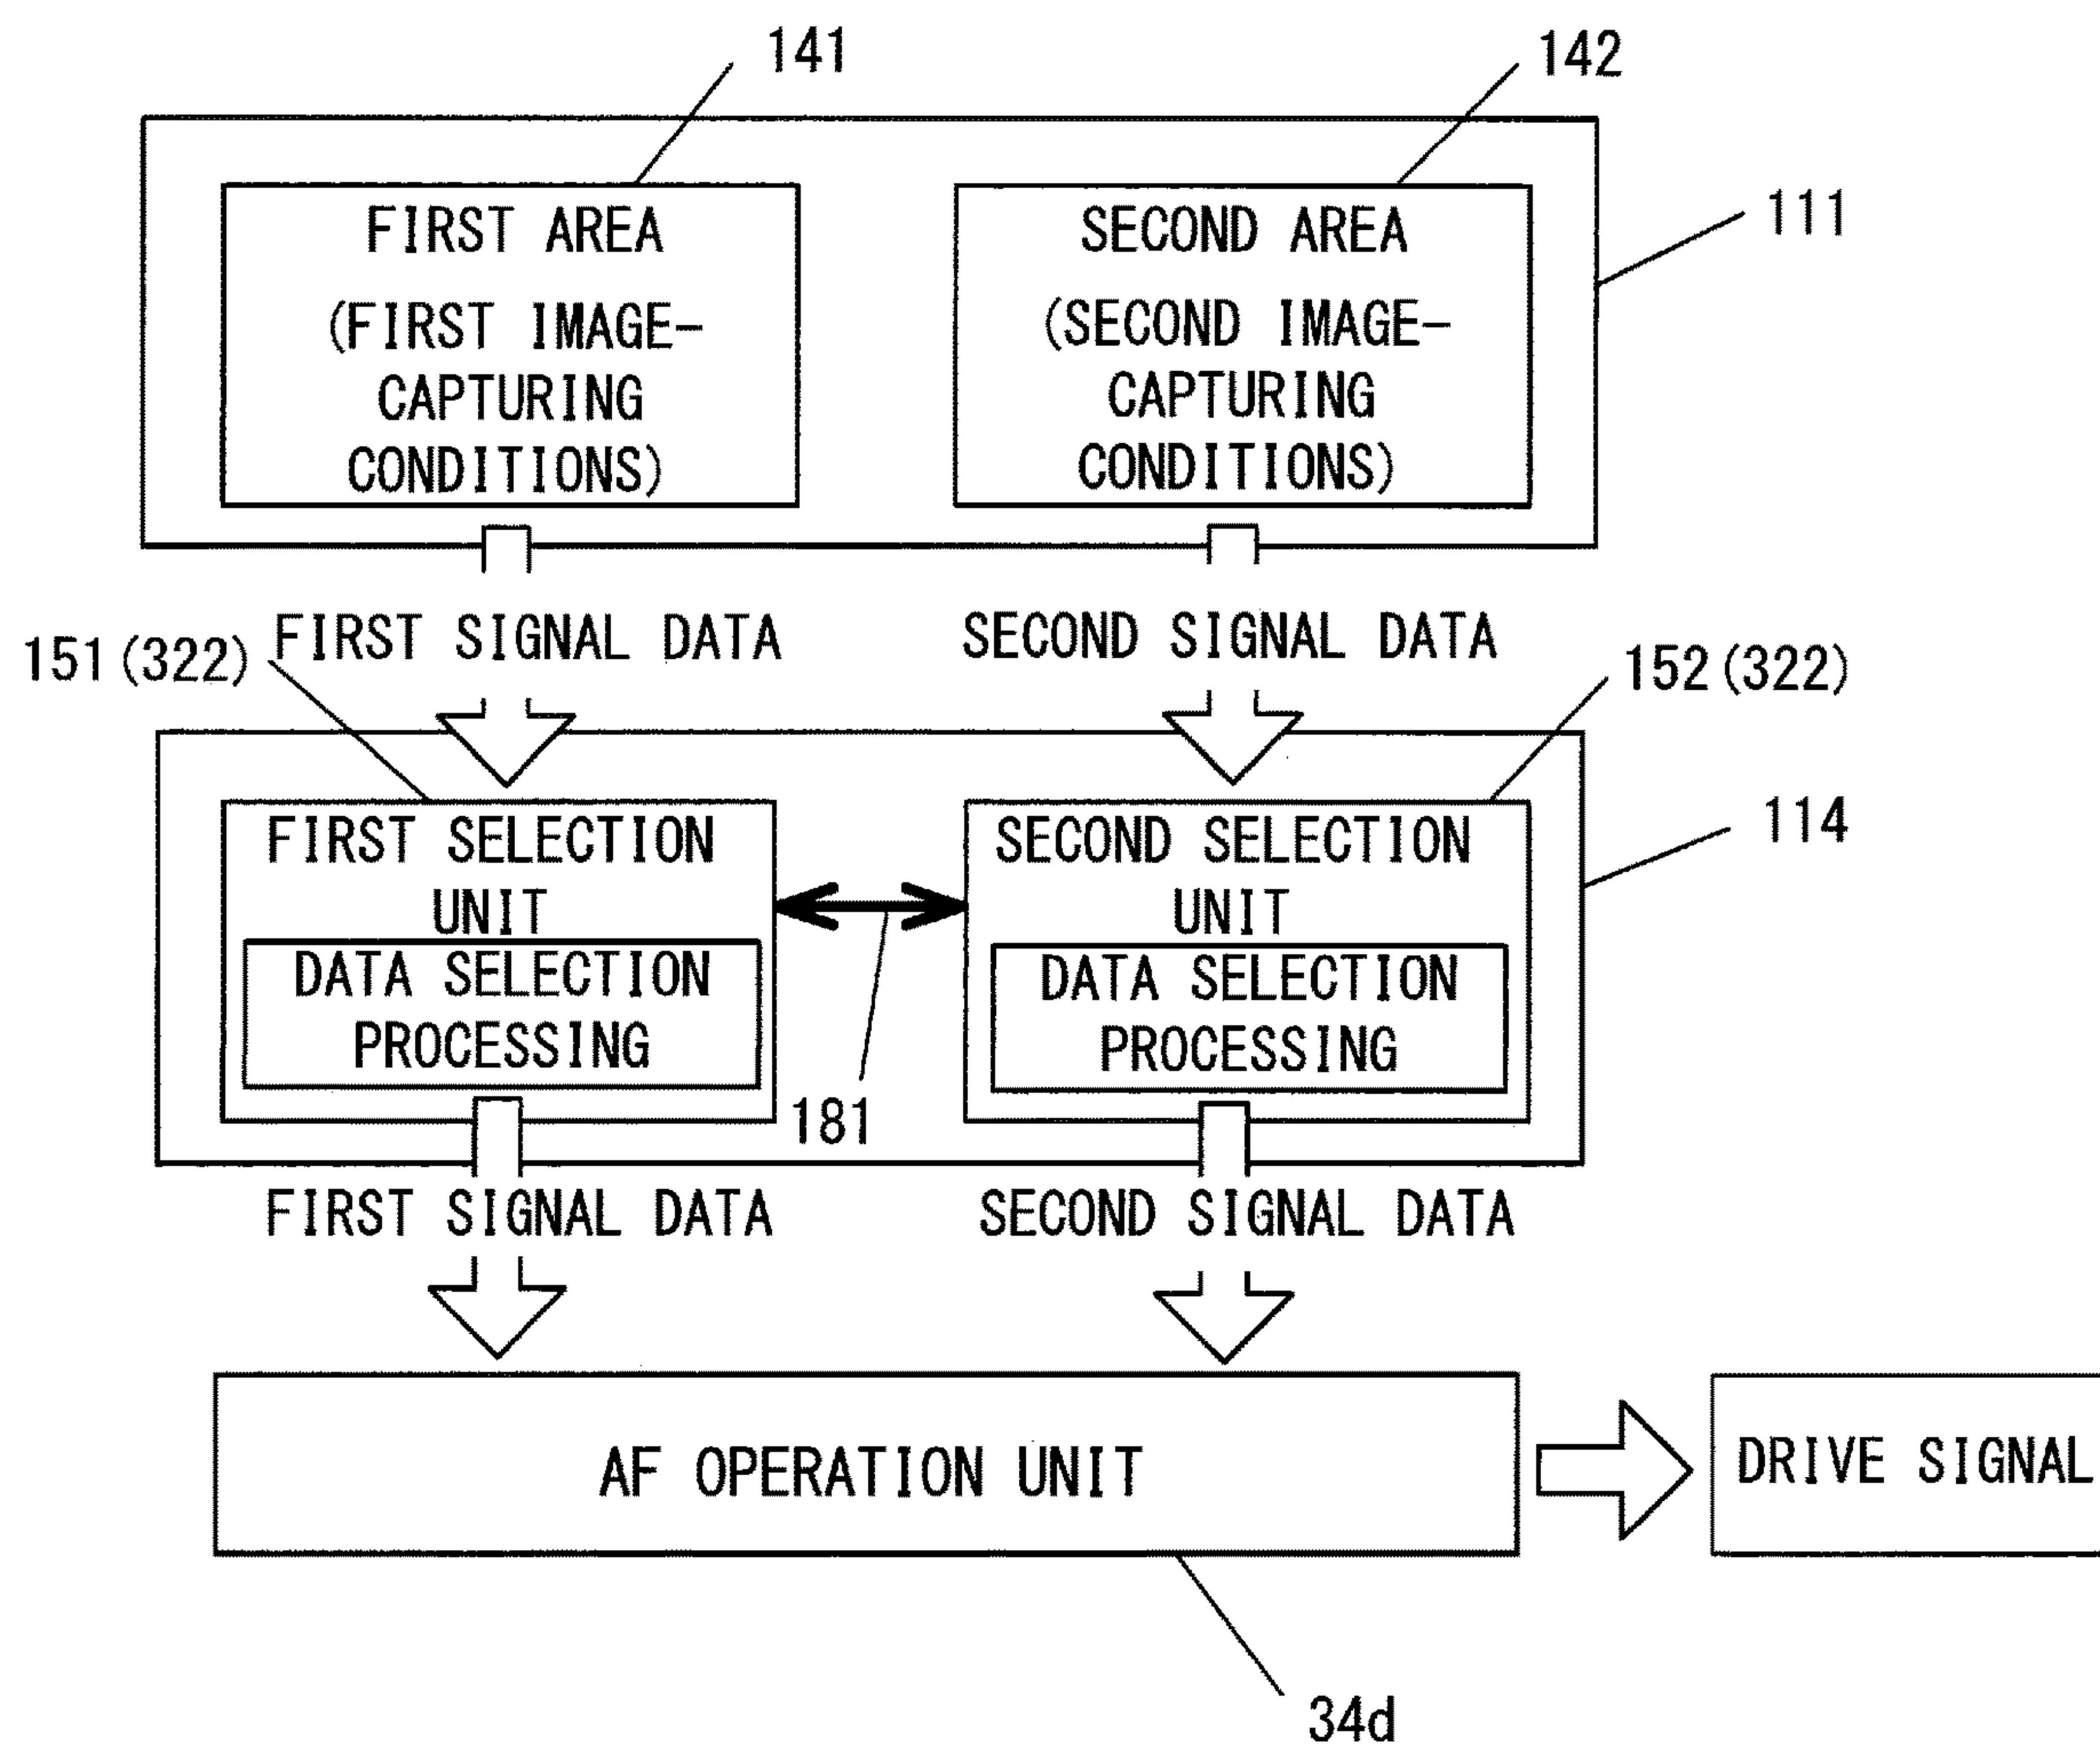 141
142
FIRST AREA
(FIRST IMAGE-
CAPTURING
CONDITIONS)
SECOND AREA
(SECOND IMAGE-
CAPTURING
CONDITIONS)
111
FIRST SIGNAL DATA
SECOND SIGNAL DATA
151(322)
152(322)
FIRST SELECTION
UNIT
DATA SELECTION
PROCESSING
SECOND SELECTION
UNIT
DATA SELECTION
PROCESSING
114
181
FIRST SIGNAL DATA
SECOND SIGNAL DATA
AF OPERATION UNIT
DRIVE SIGNAL
34d